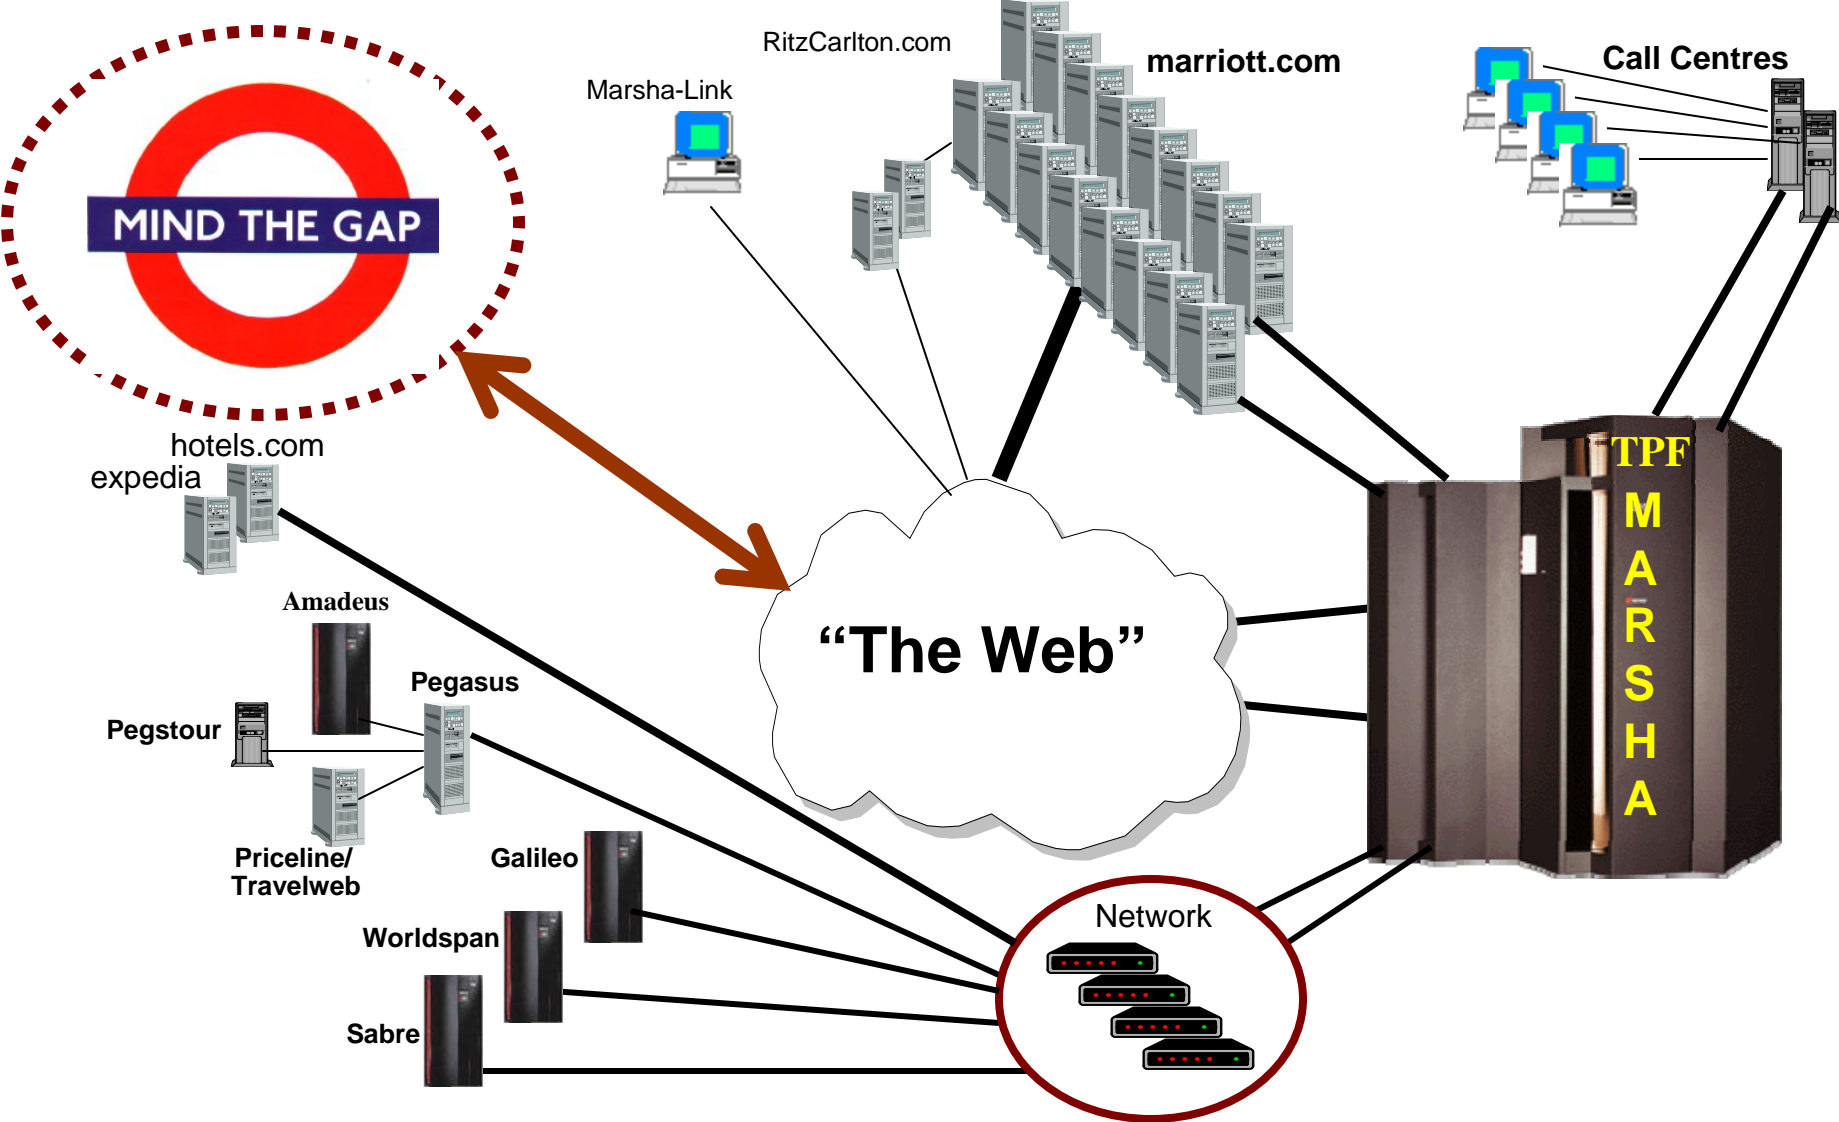 RitzCarlton.com
marriott.com
Call Centres
Marsha-Link
MIND THE GAP
hotels.com
expedia
TPF
M
A
R
S
H
A
Amadeus
“The Web”
Pegasus
Pegstour
Priceline/
Travelweb
Galileo
Network
Worldspan
Sabre